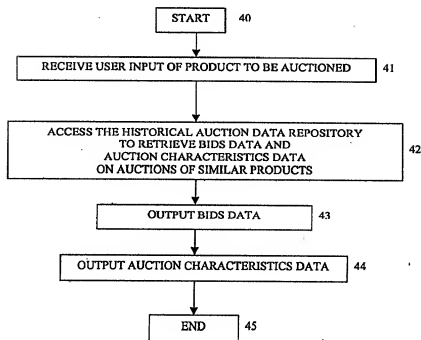 START 40
RECEIVE USER INPUT OF PRODUCT TO BE AUCTIONED 41
ACCESS THE HISTORICAL AUCTION DATA REPOSITORY
TO RETRIEVE BIDS DATA AND
AUCTION CHARACTERISTICS DATA
ON AUCTIONS OF SIMILAR PRODUCTS
42
OUTPUT BIDS DATA 43
OUTPUT AUCTION CHARACTERISTICS DATA 44
END 45